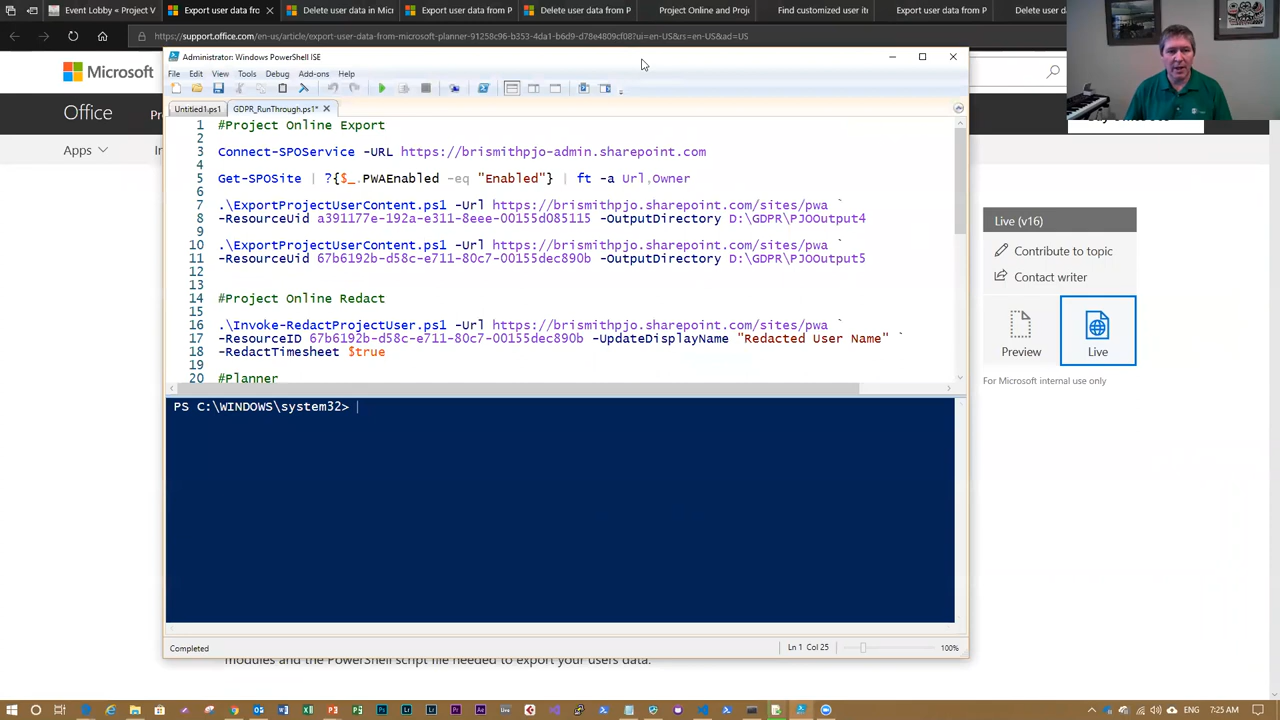 Event Lobby « Project V
Export user data fro
Delete user data in Micr
Export user data from P
Delete user data from P
Project Online and Proj
Find customized user ite
Export user data from P
Delete user
https://support.office.com/en-us/article/export-user-data-from-microsoft-planner-91258c96-b353-4da1-b6d9-d78e4809cf08?ui=en-US&rs=en-US&ad=US
Microsoft
Office
Apps
Administrator: Windows PowerShell ISE
File Edit View Tools Debug Add-ons Help
Untitled1.ps1 GDPR_RunThrough.ps1*
1 #Project Online Export
2
3 Connect-SPOService -URL https://brismithpjo-admin.sharepoint.com
4
5 Get-SPOSite | ?{$_.PWAEnabled -eq "Enabled"} | ft -a Url,Owner
6
7 .\ExportProjectUserContent.ps1 -Url https://brismithpjo.sharepoint.com/sites/pwa `
8 -ResourceUid a391177e-192a-e311-8eee-00155d085115 -OutputDirectory D:\GDPR\PJOOutput4
9
10 .\ExportProjectUserContent.ps1 -Url https://brismithpjo.sharepoint.com/sites/pwa `
11 -ResourceUid 67b6192b-d58c-e711-80c7-00155dec890b -OutputDirectory D:\GDPR\PJOOutput5
12
13
14 #Project Online Redact
15
16 .\Invoke-RedactProjectUser.ps1 -Url https://brismithpjo.sharepoint.com/sites/pwa `
17 -ResourceID 67b6192b-d58c-e711-80c7-00155dec890b -UpdateDisplayName "Redacted User Name" `
18 -RedactTimesheet $true
19
20 #Planner
PS C:\WINDOWS\system32>
Completed
Ln 1 Col 25
100%
Live (v16)
Contribute to topic
Contact writer
Preview
Live
For Microsoft internal use only
modules and the PowerShell script file needed to export your users data.
7:25 AM